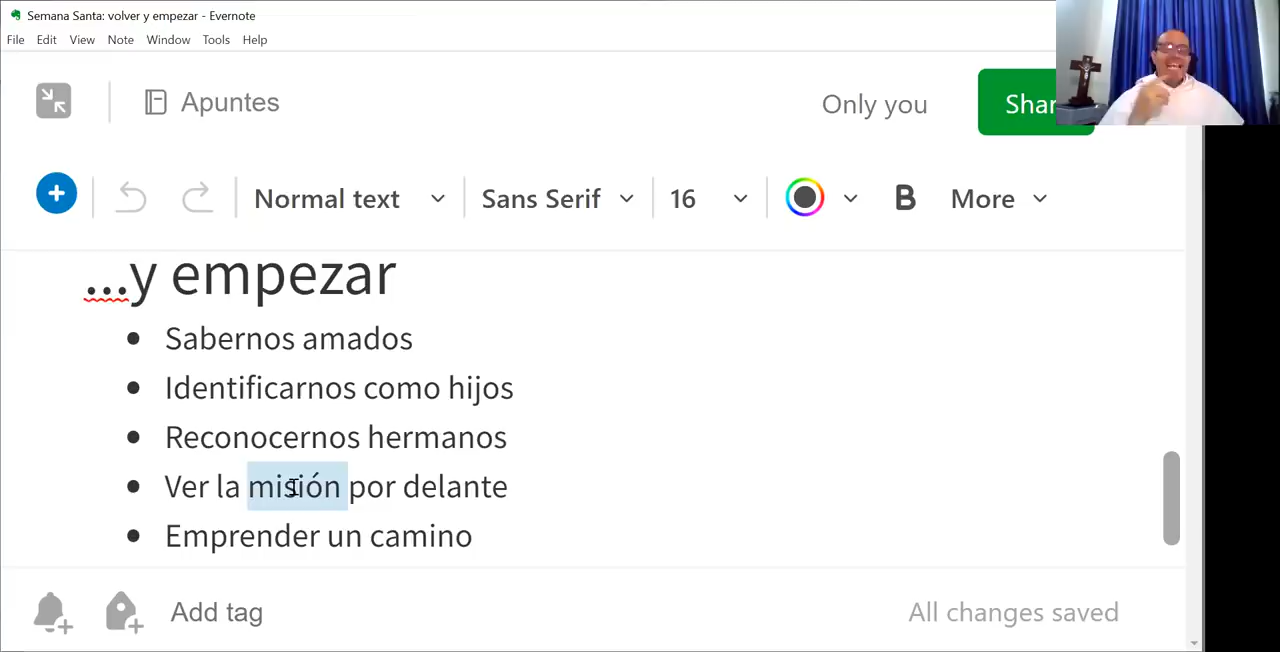 Semana Santa: volver y empezar - Evernote
File Edit View Note Window Tools Help
Apuntes
Only you
Shar
Normal text
Sans Serif
16
B
More
...y empezar
• Sabernos amados
• Identificarnos como hijos
• Reconocernos hermanos
• Ver la misión por delante
• Emprender un camino
Add tag
All changes saved